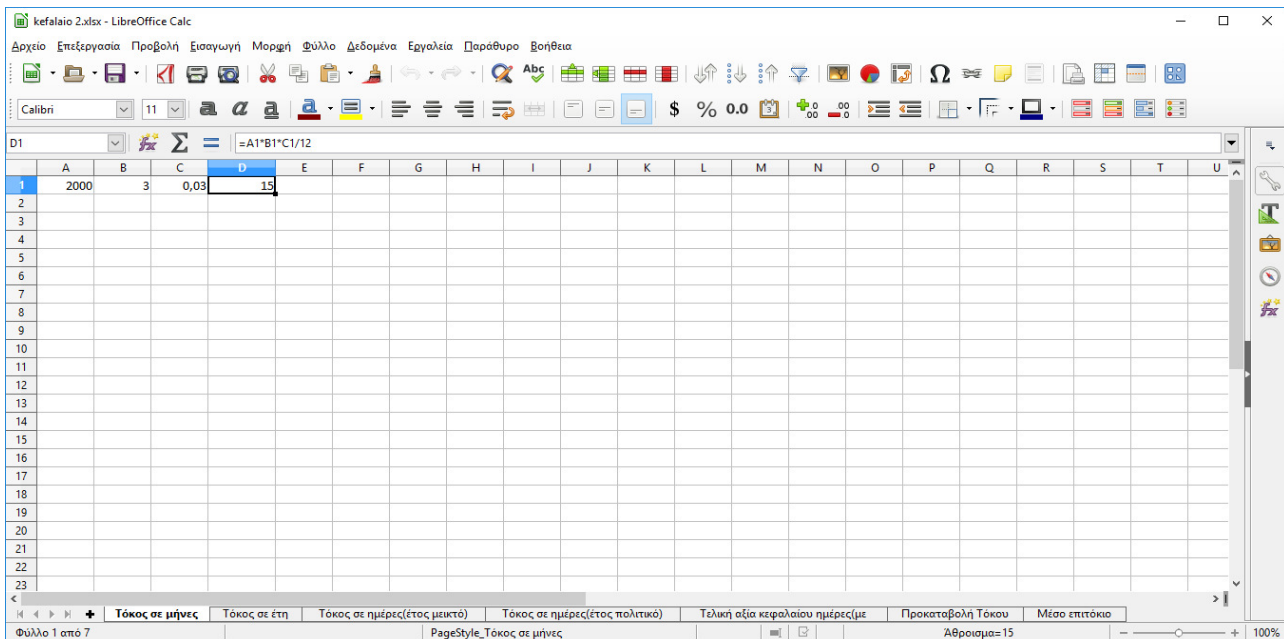 kefalaio 2.xlsx - LibreOffice Calc
Αρχείο Επεξεργασία Προβολή Εισαγωγή Μορφή Φύλλο Δεδομένα Εργαλεία Παράθυρο Βοήθεια
Calibri 11 a a a a $ % 0.0
D1 =A1*B1*C1/12
A B C D E F G H I J K L M N O P Q R S T U
1 2000 3 0,03 15
2
3
4
5
6
7
8
9
10
11
12
13
14
15
16
17
18
19
20
21
22
23
Τόκος σε μήνες Τόκος σε έτη Τόκος σε ημέρες(έτος μεικτό) Τόκος σε ημέρες(έτος πολιτικό) Τελική αξία κεφαλαίου ημέρες(με Προκαταβολή Τόκου Μέσο επιτόκιο
Φύλλο 1 από 7 PageStyle_Τόκος σε μήνες Άθροισμα=15 100%